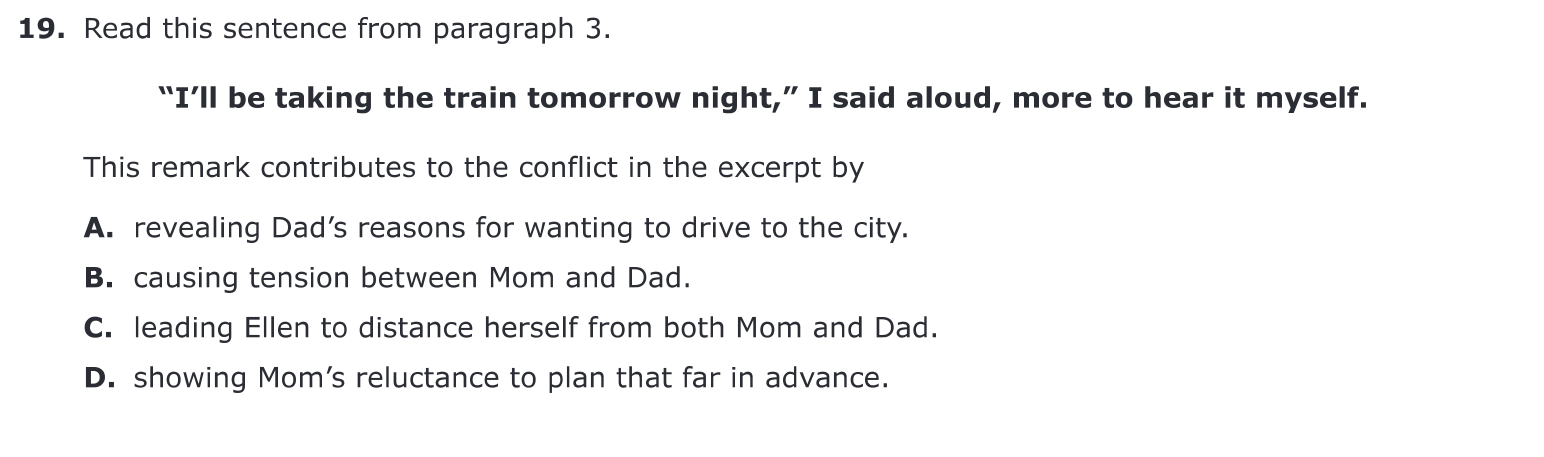 19. Read this sentence from paragraph 3.
“I’ll be taking the train tomorrow night,” I said aloud, more to hear it myself.
This remark contributes to the conflict in the excerpt by
A. revealing Dad’s reasons for wanting to drive to the city.
B. causing tension between Mom and Dad.
C. leading Ellen to distance herself from both Mom and Dad.
D. showing Mom’s reluctance to plan that far in advance.